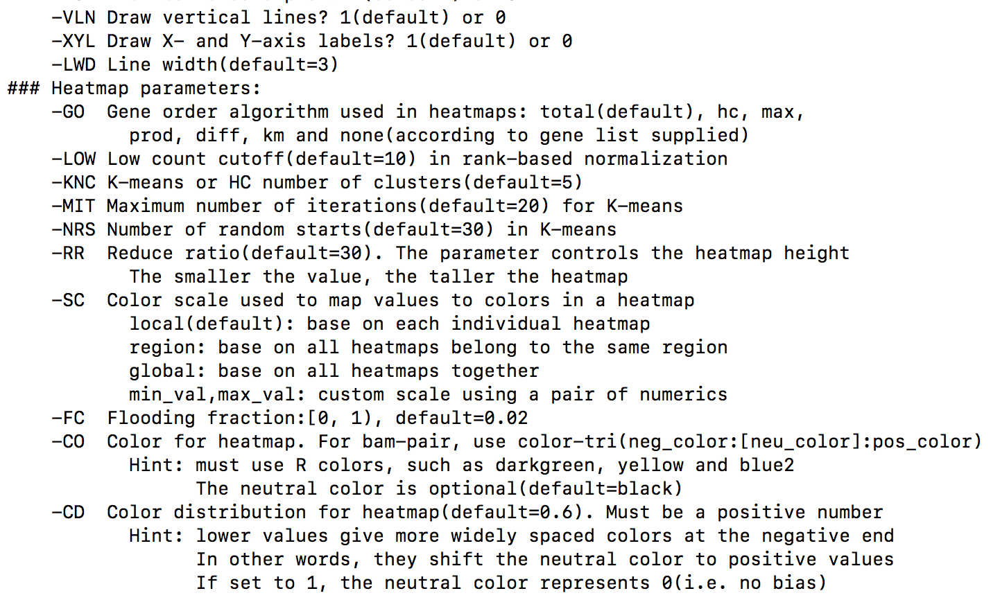 -VLN Draw vertical lines? 1(default) or 0
-XYL Draw X- and Y-axis labels? 1(default) or 0
-LWD Line width(default=3)
### Heatmap parameters:
-GO  Gene order algorithm used in heatmaps: total(default), hc, max,
prod, diff, km and none(according to gene list supplied)
-LOW Low count cutoff(default=10) in rank-based normalization
-KNC K-means or HC number of clusters(default=5)
-MIT Maximum number of iterations(default=20) for K-means
-NRS Number of random starts(default=30) in K-means
-RR  Reduce ratio(default=30). The parameter controls the heatmap height
The smaller the value, the taller the heatmap
-SC  Color scale used to map values to colors in a heatmap
local(default): base on each individual heatmap
region: base on all heatmaps belong to the same region
global: base on all heatmaps together
min_val,max_val: custom scale using a pair of numerics
-FC  Flooding fraction:[0, 1), default=0.02
-CO  Color for heatmap. For bam-pair, use color-tri(neg_color:[neu_color]:pos_color)
Hint: must use R colors, such as darkgreen, yellow and blue2
The neutral color is optional(default=black)
-CD  Color distribution for heatmap(default=0.6). Must be a positive number
Hint: lower values give more widely spaced colors at the negative end
In other words, they shift the neutral color to positive values
If set to 1, the neutral color represents 0(i.e. no bias)